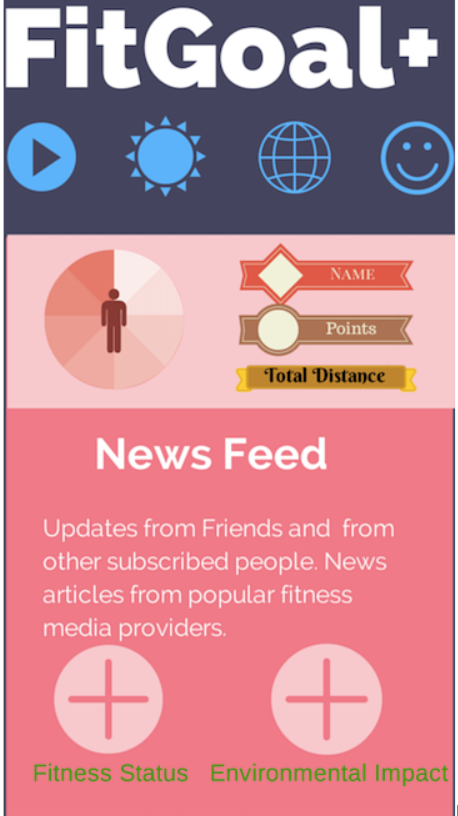 FitGoal+
NAME
Points
Total Distance
News Feed
Updates from Friends and from
other subscribed people. News
articles from popular fitness
media providers.
Fitness Status
Environmental Impact